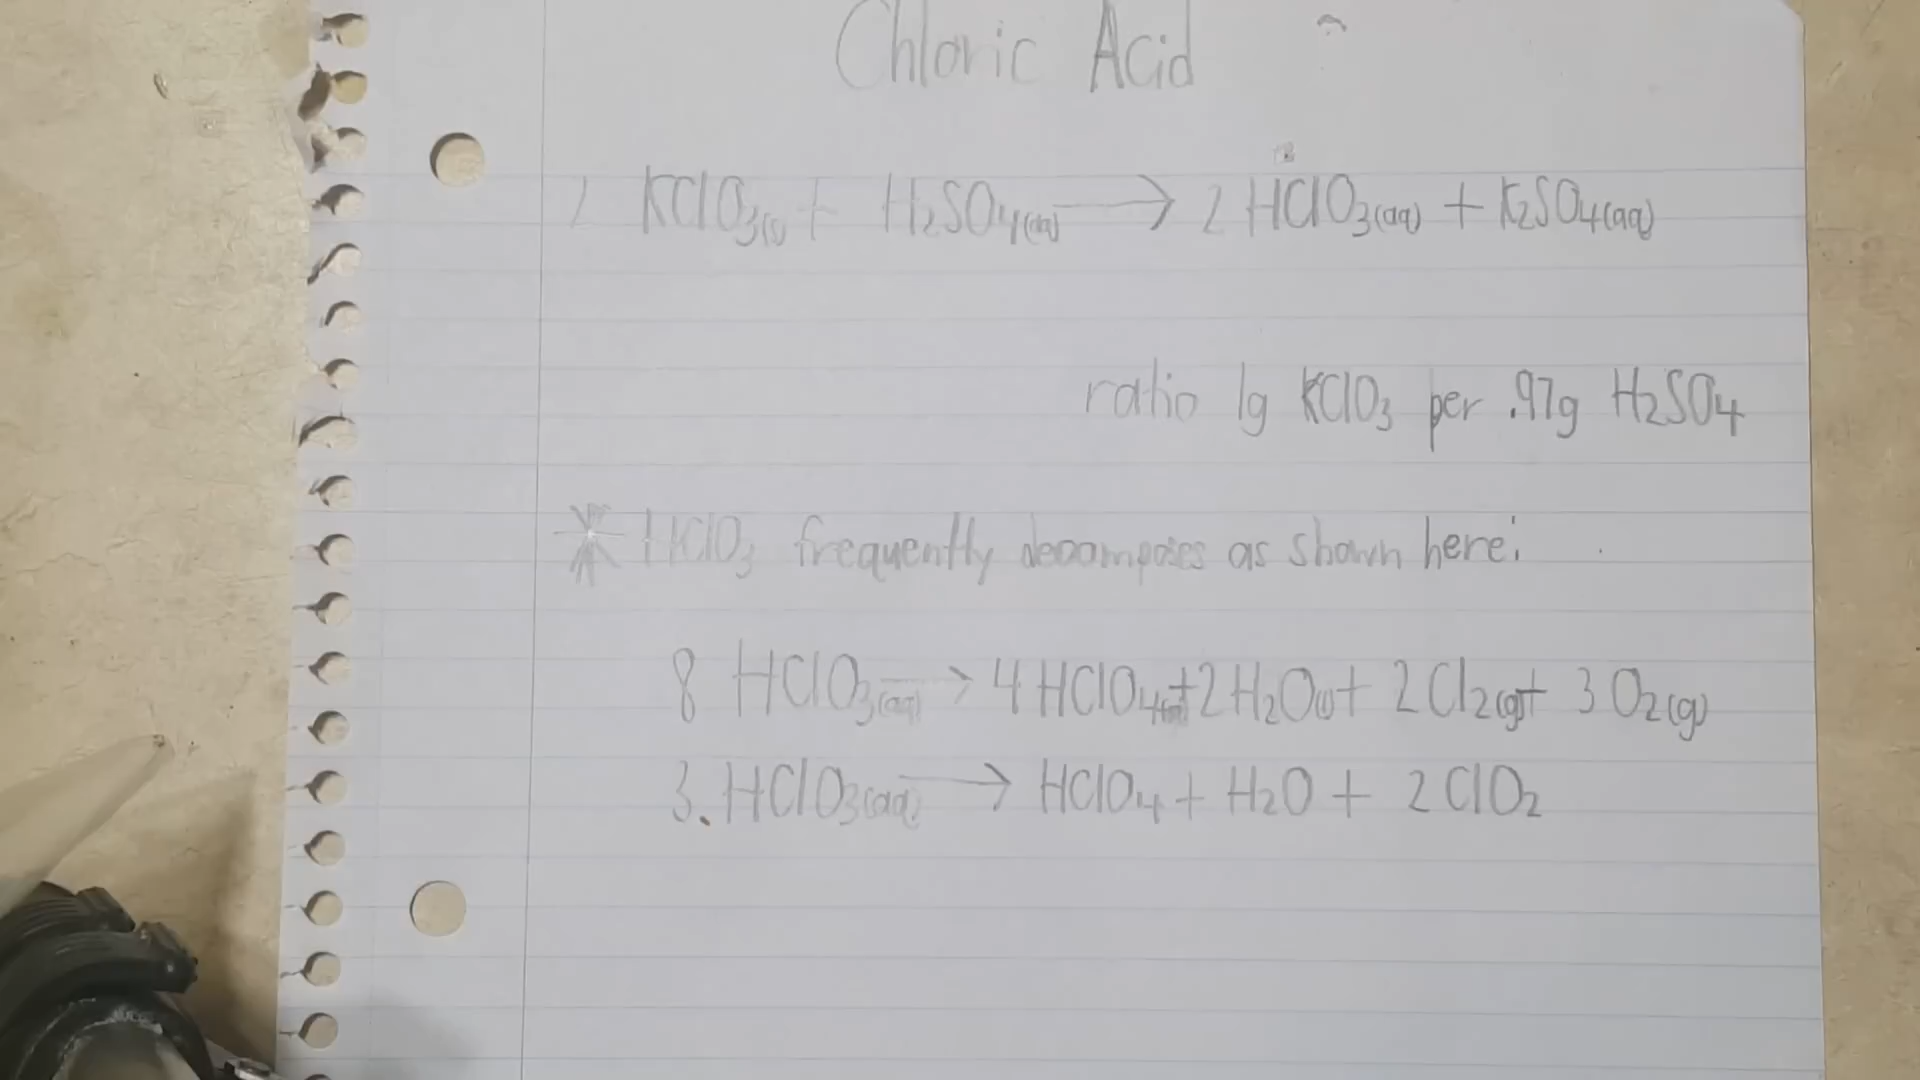 Chloric Acid
2 KClO₃(s) + H₂SO₄(aq) → 2 HClO₃(aq) + K₂SO₄(aq)
ratio 1g KClO₃ per .97g H₂SO₄
* HClO₃ frequently decomposes as shown here:
8 HClO₃(aq) → 4 HClO₄(aq) + 2 H₂O(l) + 2 Cl₂(g) + 3 O₂(g)
3. HClO₃(aq) → HClO₄ + H₂O + 2 ClO₂